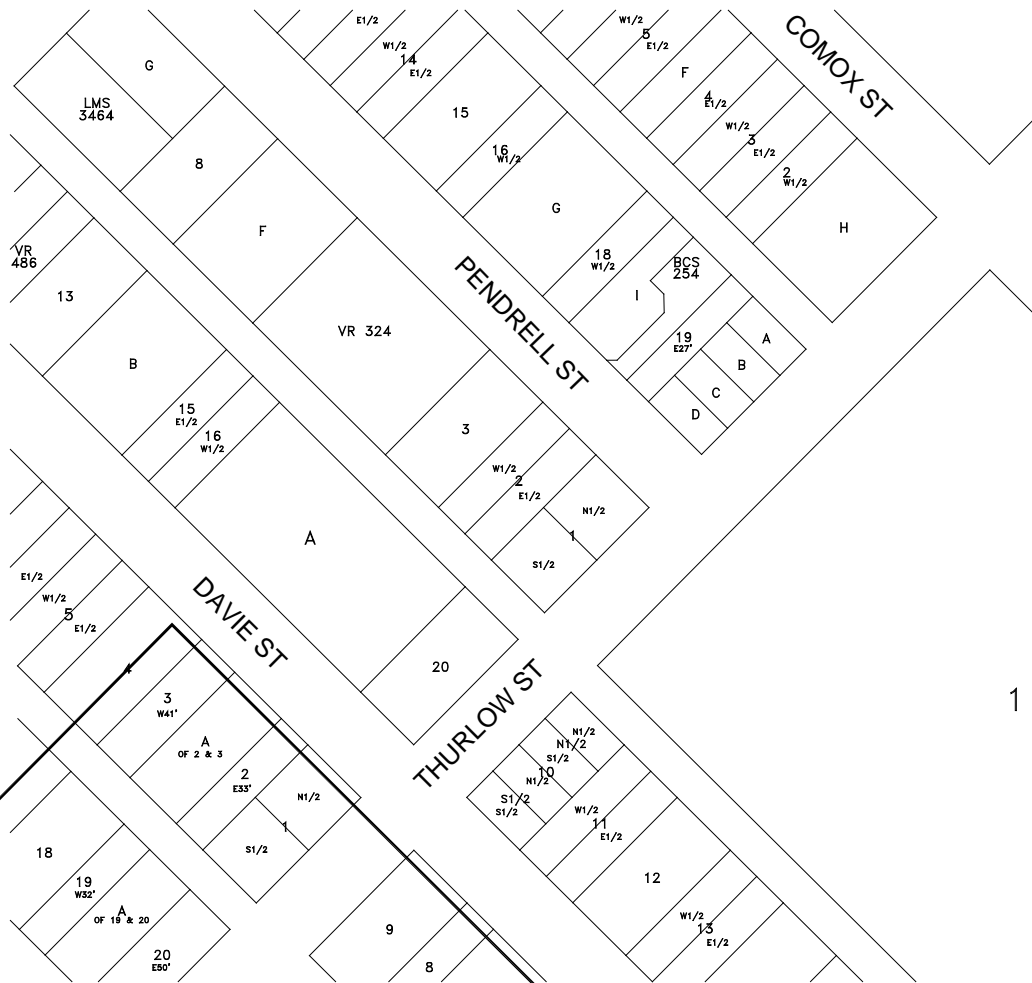 COMOX ST
E1/2
W1/2
14
E1/2
W1/2
5
E1/2
G
LMS
3464
F
4
E1/2
15
W1/2
3
E1/2
16
W1/2
8
2
W1/2
G
F
H
VR
486
18
W1/2
BCS
254
PENDRELL ST
13
I
VR 324
19
E27'
A
B
B
C
D
15
E1/2
16
W1/2
3
W1/2
2
E1/2
N1/2
1
S1/2
A
E1/2
W1/2
5
E1/2
DAVIE ST
4
20
THURLOW ST
3
W41'
1
A
OF 2 & 3
N1/2
N1/2
S1/2
10
N1/2
S1/2
S1/2
2
E33'
N1/2
1
S1/2
W1/2
11
E1/2
18
19
W32'
12
A
OF 19 & 20
9
W1/2
13
E1/2
20
E50'
8